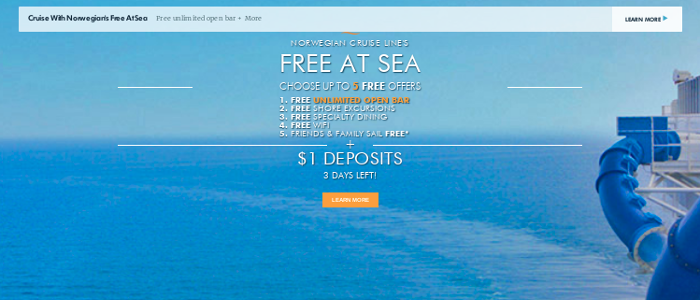 Cruise With Norwegian's Free At Sea Free unlimited open bar + More LEARN MORE
NORWEGIAN CRUISE LINE'S
FREE AT SEA
CHOOSE UP TO 5 FREE OFFERS
1. FREE UNLIMITED OPEN BAR
2. FREE SHORE EXCURSIONS
3. FREE SPECIALTY DINING
4. FREE WIFI
5. FRIENDS & FAMILY SAIL FREE*
+
$1 DEPOSITS
3 DAYS LEFT!
LEARN MORE